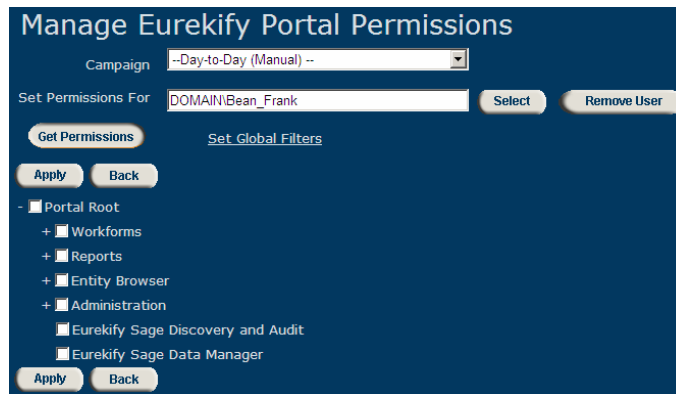 Manage Eurekify Portal Permissions
Campaign --Day-to-Day (Manual) --
Set Permissions For DOMAIN\Bean_Frank Select Remove User
Get Permissions Set Global Filters
Apply Back
- Portal Root
+ Workforms
+ Reports
+ Entity Browser
+ Administration
Eurekify Sage Discovery and Audit
Eurekify Sage Data Manager
Apply Back